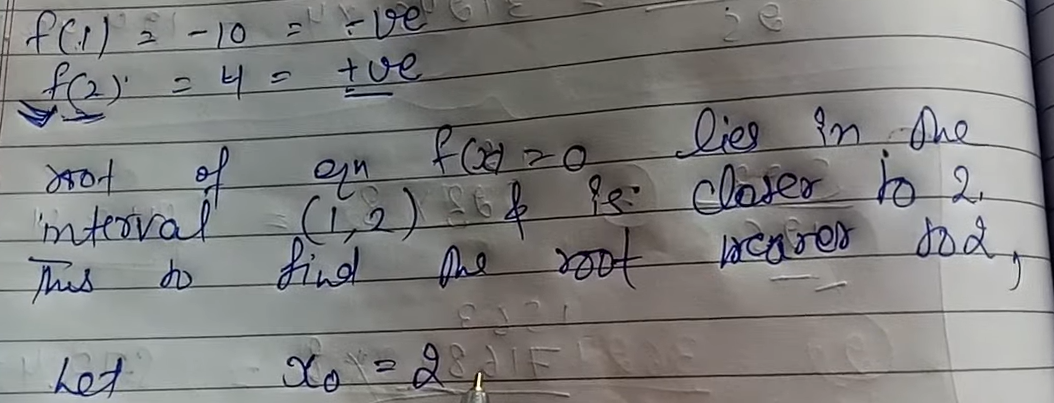 f(1) = -10 = -ve
f(2) = 4 = +ve
root of eqn f(x) = 0 lies in the
interval (1,2) & is closer to 2.
This to find the root nearer to 2,
Let x₀ = 2